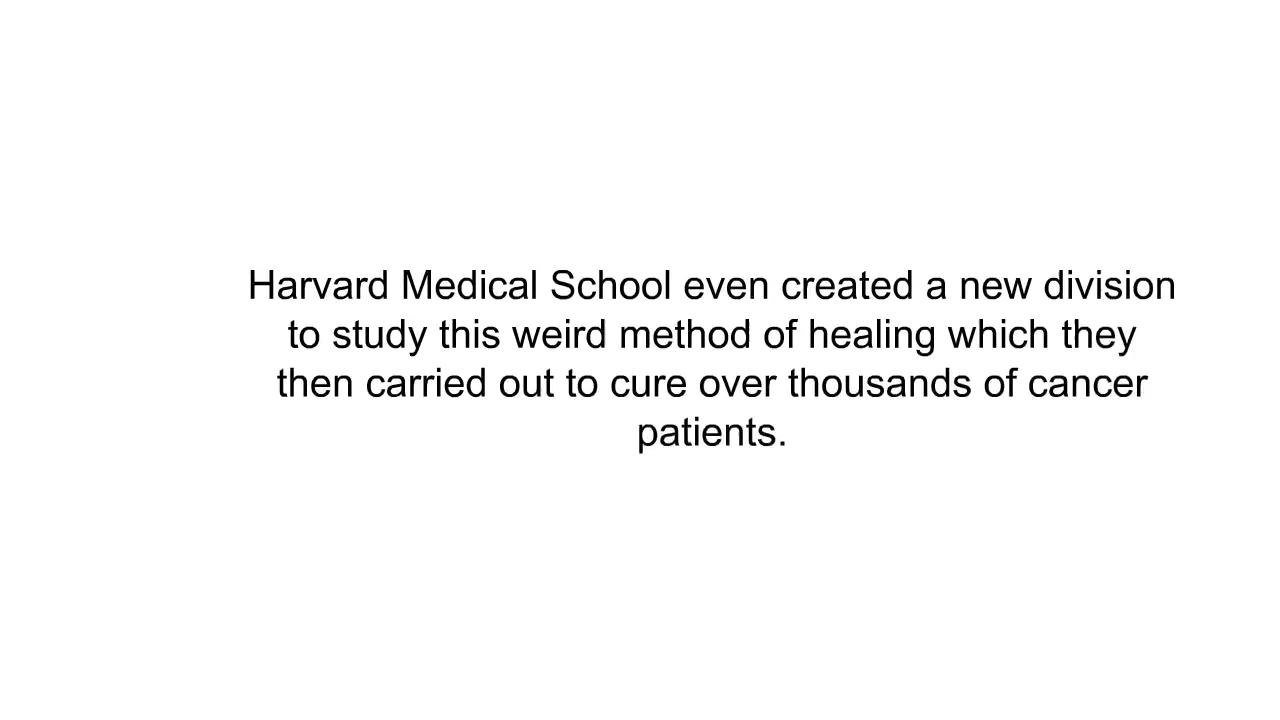 Harvard Medical School even created a new division
to study this weird method of healing which they
then carried out to cure over thousands of cancer
patients.